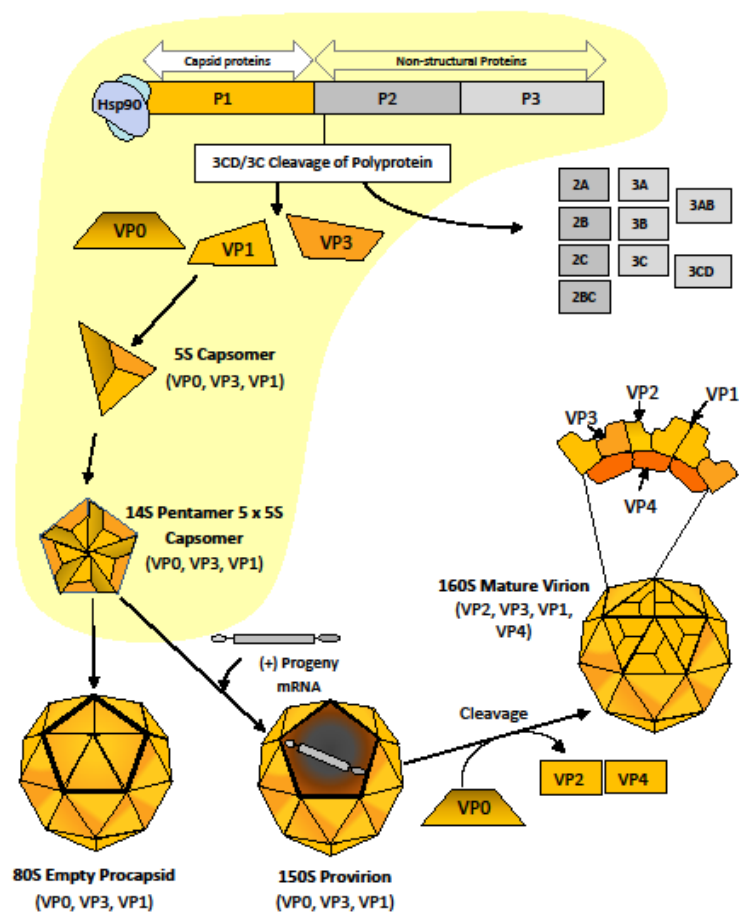 Capsid proteins
Non-structural Proteins
Hsp90
P1
P2
P3
3CD/3C Cleavage of Polyprotein
VP0
VP1
VP3
2A
3A
3AB
2B
3B
2C
3C
3CD
2BC
5S Capsomer
(VP0, VP3, VP1)
VP2
VP1
VP3
VP4
14S Pentamer 5 x 5S
Capsomer
(VP0, VP3, VP1)
160S Mature Virion
(VP2, VP3, VP1,
VP4)
(+) Progeny
mRNA
Cleavage
VP0
VP2
VP4
80S Empty Procapsid
(VP0, VP3, VP1)
150S Provirion
(VP0, VP3, VP1)